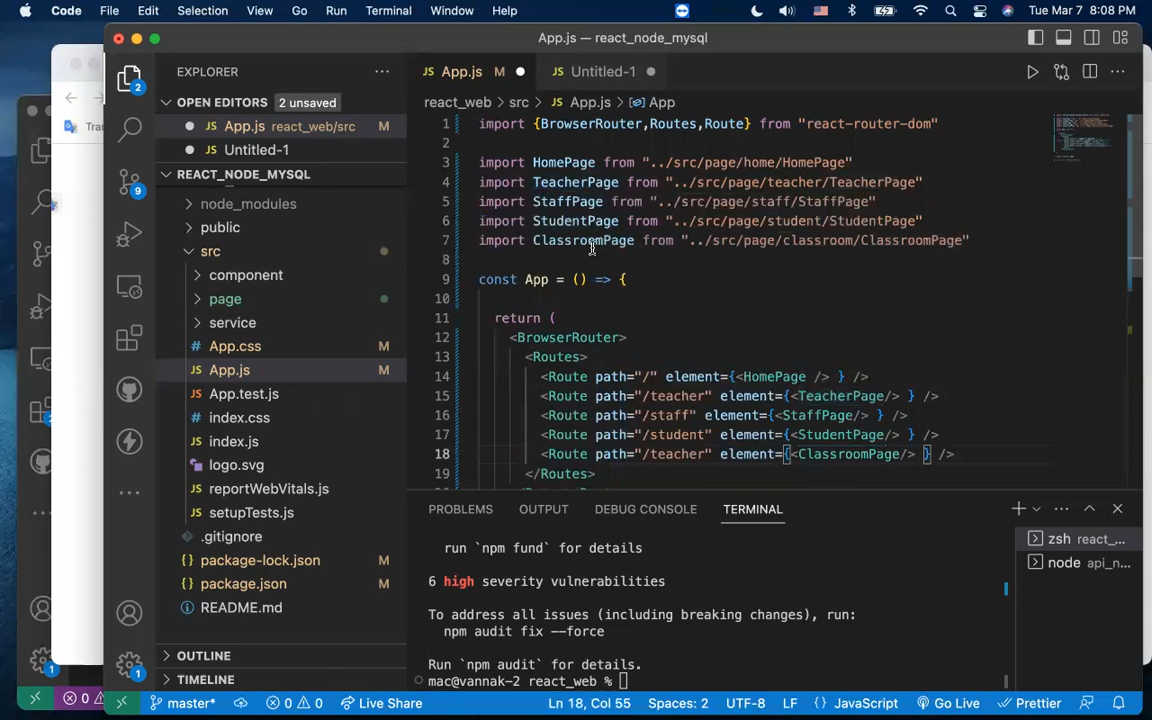 Code File Edit Selection View Go Run Terminal Window Help Tue Mar 7 8:08 PM
App.js — react_node_mysql
EXPLORER
OPEN EDITORS 2 unsaved
App.js react_web/src M
Untitled-1
REACT_NODE_MYSQL
node_modules
public
src
component
page
service
App.css M
App.js M
App.test.js
index.css
index.js
logo.svg
reportWebVitals.js
setupTests.js
.gitignore
package-lock.json M
package.json M
README.md
OUTLINE
TIMELINE
2
9
1
App.js M Untitled-1
react_web > src > App.js > App
1 import {BrowserRouter,Routes,Route} from "react-router-dom"
2
3 import HomePage from "../src/page/home/HomePage"
4 import TeacherPage from "../src/page/teacher/TeacherPage"
5 import StaffPage from "../src/page/staff/StaffPage"
6 import StudentPage from "../src/page/student/StudentPage"
7 import ClassroomPage from "../src/page/classroom/ClassroomPage"
8
9 const App = () => {
10
11 return (
12 <BrowserRouter>
13 <Routes>
14 <Route path="/" element={<HomePage /> } />
15 <Route path="/teacher" element={<TeacherPage/> } />
16 <Route path="/staff" element={<StaffPage/> } />
17 <Route path="/student" element={<StudentPage/> } />
18 <Route path="/teacher" element={<ClassroomPage/> } />
19 </Routes>
PROBLEMS OUTPUT DEBUG CONSOLE TERMINAL
run `npm fund` for details
6 high severity vulnerabilities
To address all issues (including breaking changes), run:
npm audit fix --force
Run `npm audit` for details.
mac@vannak-2 react_web %
zsh react_...
node api_n...
master* 0 0 Live Share Ln 18, Col 55 Spaces: 2 UTF-8 LF JavaScript Go Live Prettier